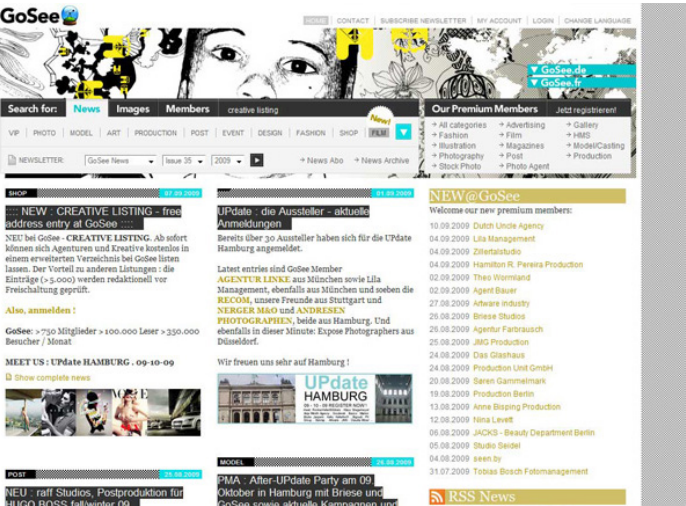 GoSee
HOME | CONTACT | SUBSCRIBE NEWSLETTER | MY ACCOUNT | LOGIN | CHANGE LANGUAGE
▼ GoSee.de
▼ GoSee.fr
Search for: News Images Members creative listing
Our Premium Members Jetzt registrieren!
New!
VIP | PHOTO | MODEL | ART | PRODUCTION | POST | EVENT | DESIGN | FASHION | SHOP | FILM
→ All categories → Advertising → Gallery
→ Fashion → Film → HMS
→ Illustration → Magazines → Model/Casting
→ Photography → Post → Production
→ Stock Photo → Photo Agent
NEWSLETTER: GoSee News Issue 35 2009 → News Abo → News Archive
SHOP 07.09.2009
:::: NEW : CREATIVE LISTING - free
address entry at GoSee ::::
NEU bei GoSee - CREATIVE LISTING. Ab sofort
können sich Agenturen und Kreative kostenlos in
einem erweiterten Verzeichnis bei GoSee listen
lassen. Der Vorteil zu anderen Listungen : die
Einträge (> 5.000) werden redaktionell vor
Freischaltung geprüft.
Also, anmelden !
GoSee: > 750 Mitglieder > 100.000 Leser > 350.000
Besucher / Monat
MEET US : UPdate HAMBURG . 09-10-09
Show complete news
POST 25.08.2009
NEU : raff Studios, Postproduktion für
HUGO BOSS fall/winter 09
01.09.2009
UPdate : die Aussteller - aktuelle
Anmeldungen
Bereits über 30 Aussteller haben sich für die UPdate
Hamburg angemeldet.
Latest entries sind GoSee Member
AGENTUR LINKE aus München sowie Lila
Management, ebenfalls aus München und soeben die
RECOM, unsere Freunde aus Stuttgart und
NERGER M&O und ANDRESEN
PHOTOGRAPHEN, beide aus Hamburg. Und
ebenfalls in dieser Minute: Expose Photographers aus
Düsseldorf.
Wir freuen uns sehr auf Hamburg !
UPdate
HAMBURG
09 - 10 - 09 REGISTER NOW!
MODEL 25.08.2009
PMA : After-UPdate Party am 09.
Oktober in Hamburg mit Briese und
GoSee sowie aktuelle Kampagnen und
NEW@GoSee
Welcome our new premium members:
10.09.2009 Dutch Uncle Agency
04.09.2009 Lila Management
04.09.2009 Zillertalstudio
04.09.2009 Hamilton R. Pereira Production
02.09.2009 Theo Wormland
02.09.2009 Agent Bauer
27.08.2009 Artware Industry
26.08.2009 Briese Studios
26.08.2009 Agentur Farbrausch
25.08.2009 JMG Production
24.08.2009 Das Glashaus
24.08.2009 Production Unit GmbH
20.08.2009 Søren Gammelmark
19.08.2009 Production Berlin
13.08.2009 Anne Bisping Production
12.08.2009 Nina Levett
06.08.2009 JACKS - Beauty Department Berlin
05.08.2009 Studio Seidel
04.08.2009 seen by
31.07.2009 Tobias Bosch Fotomanagement
RSS News